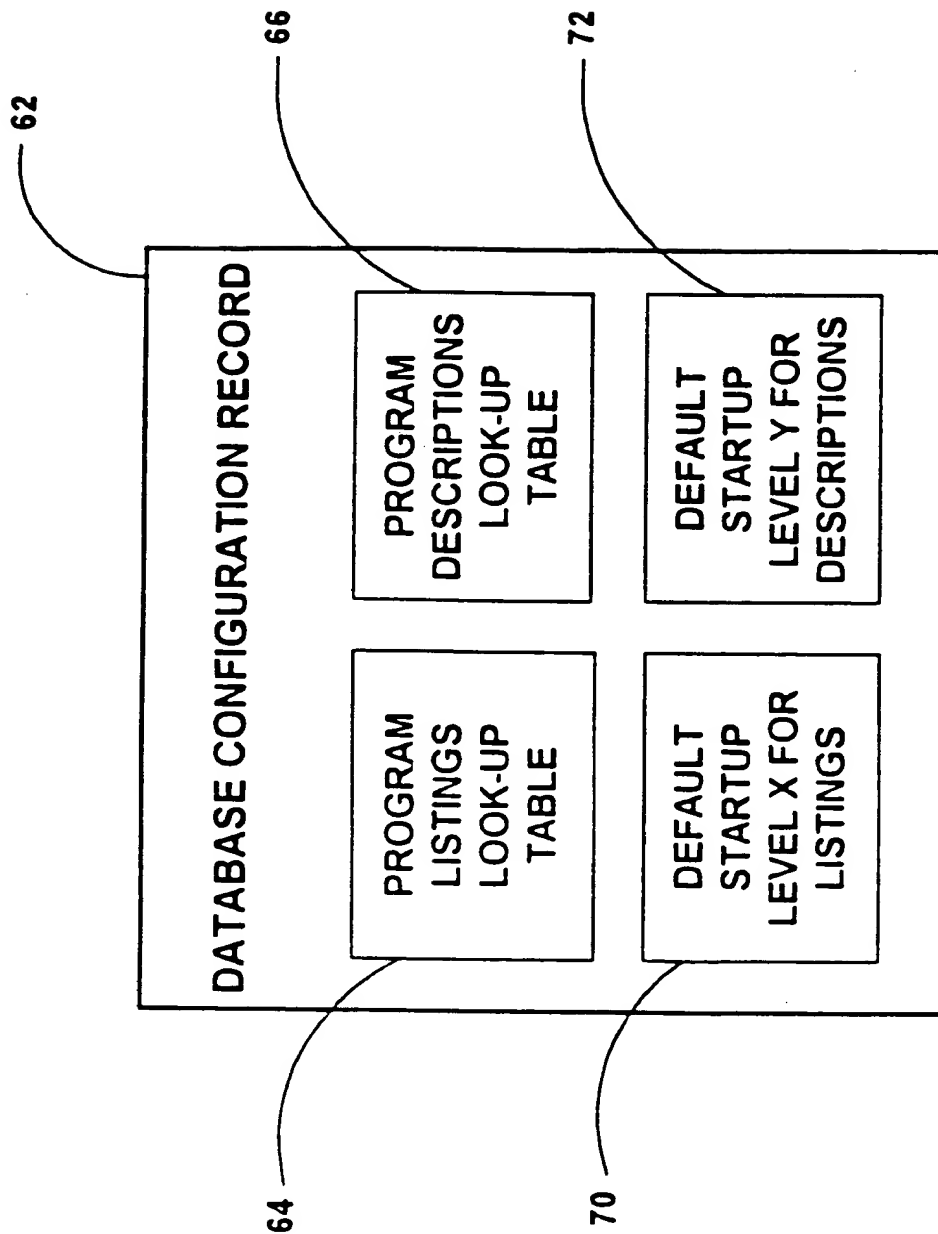 62
DATABASE CONFIGURATION RECORD
64
PROGRAM
LISTINGS
LOOK-UP
TABLE
PROGRAM
DESCRIPTIONS
LOOK-UP
TABLE
66
70
DEFAULT
STARTUP
LEVEL X FOR
LISTINGS
DEFAULT
STARTUP
LEVEL Y FOR
DESCRIPTIONS
72